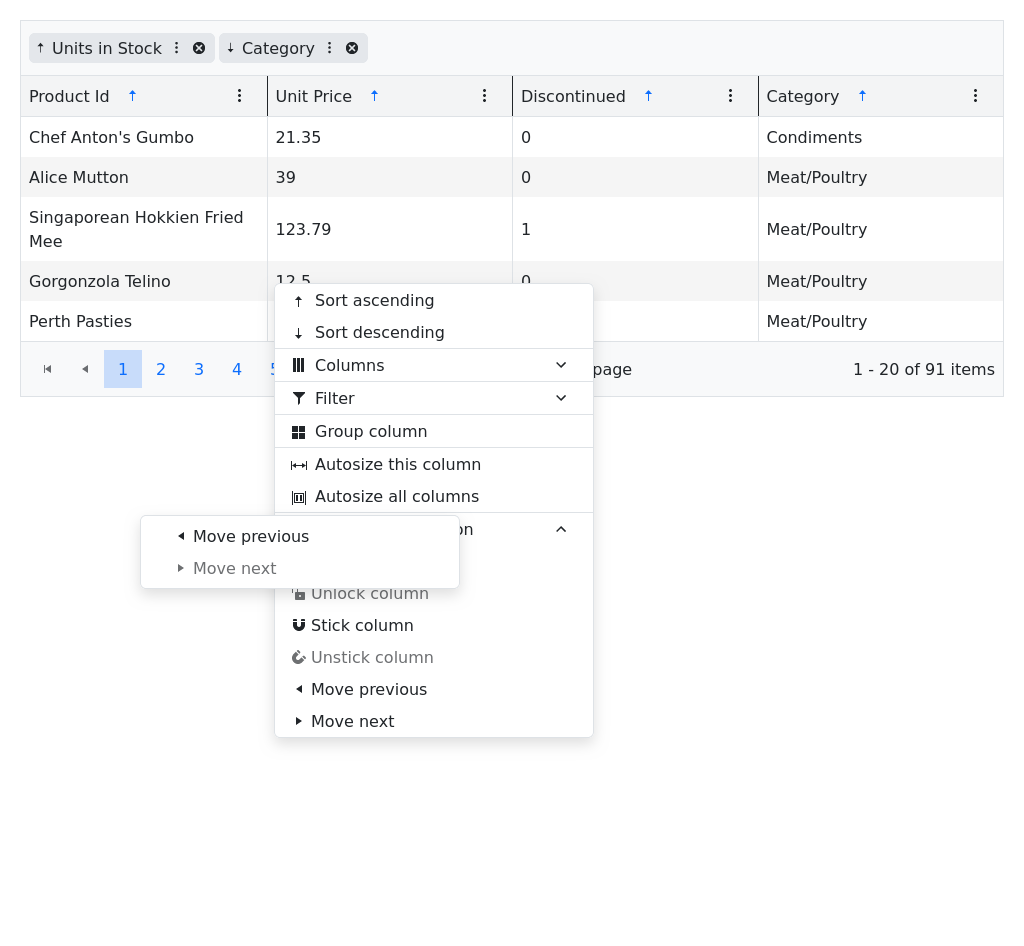 Units in Stock Category
Product Id Unit Price Discontinued Category
Chef Anton's Gumbo 21.35 0 Condiments
Alice Mutton 39 0 Meat/Poultry
Singaporean Hokkien Fried
Mee 123.79 1 Meat/Poultry
Gorgonzola Telino 12.5 0 Meat/Poultry
Perth Pasties Meat/Poultry
1 2 3 4 page 1 - 20 of 91 items
Sort ascending
Sort descending
Columns
Filter
Group column
Autosize this column
Autosize all columns
Move previous
Move next
Unlock column
Stick column
Unstick column
Move previous
Move next